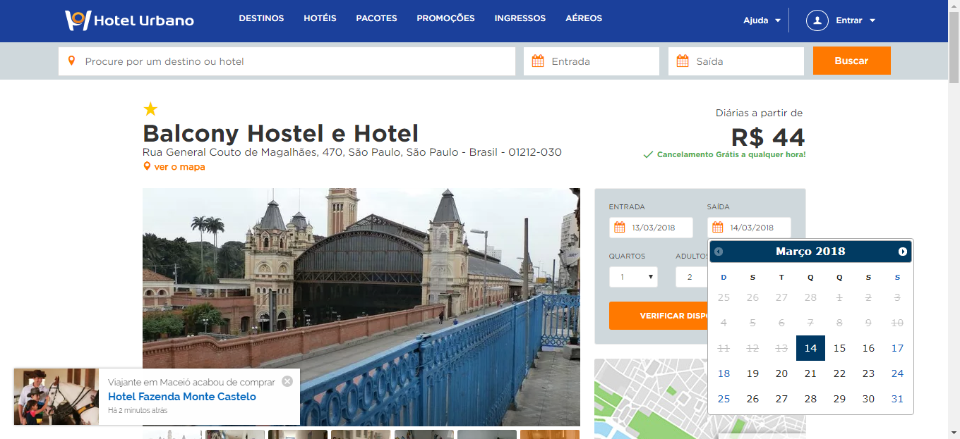 Hotel Urbano
DESTINOS HOTÉIS PACOTES PROMOÇÕES INGRESSOS AÉREOS
Ajuda Entrar
Procure por um destino ou hotel
Entrada
Saída
Buscar
Balcony Hostel e Hotel
Rua General Couto de Magalhães, 470, São Paulo, São Paulo - Brasil - 01212-030
ver o mapa
Diárias a partir de
R$ 44
Cancelamento Grátis a qualquer hora!
ENTRADA SAÍDA
13/03/2018 14/03/2018
QUARTOS ADULTOS
1 2
VERIFICAR DISP
Março 2018
D S T Q Q S S
25 26 27 28 1 2 3
4 5 6 7 8 9 10
11 12 13 14 15 16 17
18 19 20 21 22 23 24
25 26 27 28 29 30 31
Viajante em Maceió acabou de comprar
Hotel Fazenda Monte Castelo
Há 2 minutos atrás